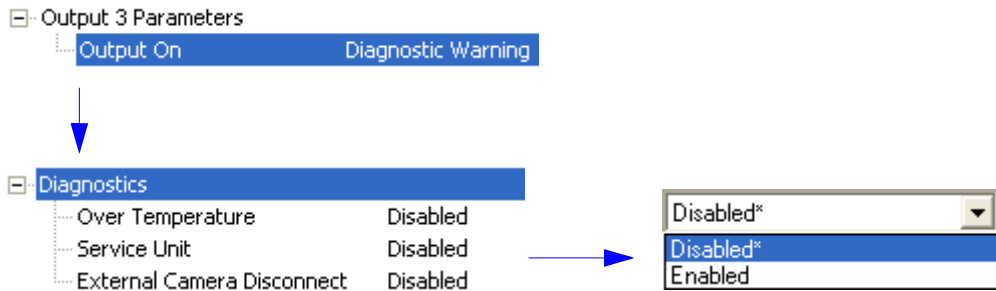 Output 3 Parameters
Output On Diagnostic Warning
Diagnostics
Over Temperature Disabled
Service Unit Disabled
External Camera Disconnect Disabled
Disabled*
Disabled*
Enabled